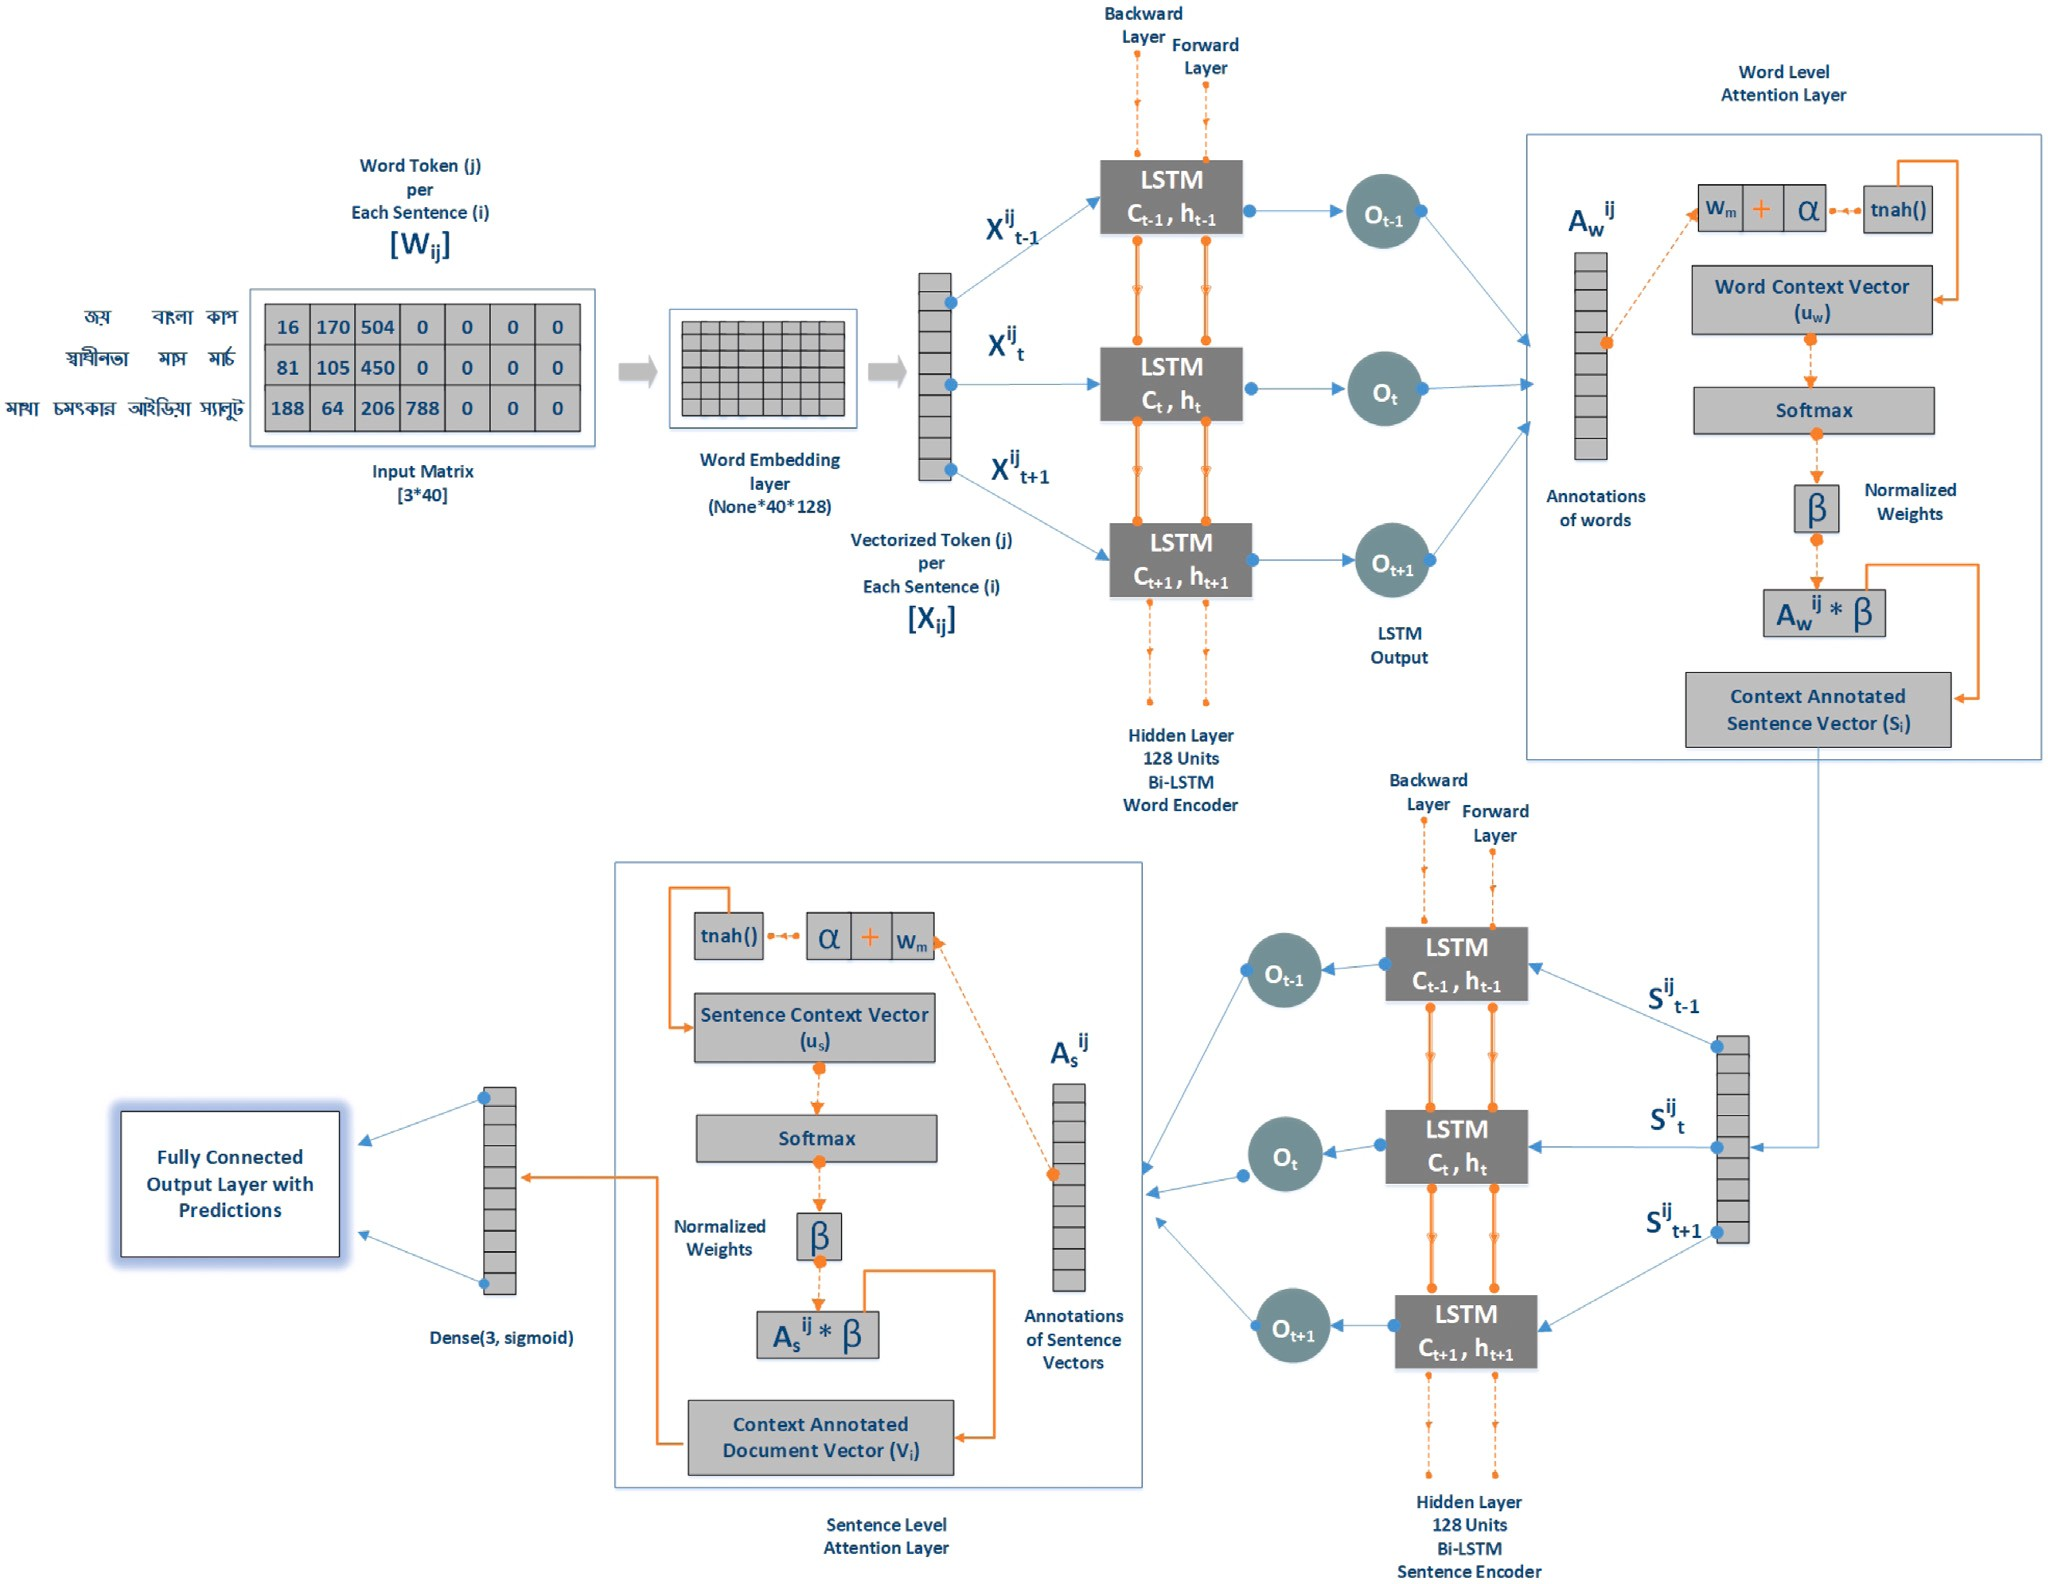 Word Token (j)
per
Each Sentence (i)
[Wij]
জয় বাংলা কাপ
স্বাধীনতা মাস মার্চ
মাখা চমৎকার আইডিয়া স্যালুট
16 170 504 0 0 0 0
81 105 450 0 0 0 0
188 64 206 788 0 0 0
Input Matrix
[3*40]
Word Embedding
layer
(None*40*128)
Vectorized Token (j)
per
Each Sentence (i)
[Xij]
X^ij t-1
X^ij t
X^ij t+1
Backward
Layer
Forward
Layer
LSTM
Ct-1 , ht-1
LSTM
Ct , ht
LSTM
Ct+1 , ht+1
Ot-1
Ot
Ot+1
LSTM
Output
Hidden Layer
128 Units
Bi-LSTM
Word Encoder
Word Level
Attention Layer
Aw^ij
Annotations
of words
Wm + α
tnah()
Word Context Vector
(uw)
Softmax
β
Normalized
Weights
Aw^ij * β
Context Annotated
Sentence Vector (Si)
Backward
Layer
Forward
Layer
S^ij t-1
S^ij t
S^ij t+1
LSTM
Ct-1 , ht-1
LSTM
Ct , ht
LSTM
Ct+1 , ht+1
Ot-1
Ot
Ot+1
Hidden Layer
128 Units
Bi-LSTM
Sentence Encoder
As^ij
Annotations
of Sentence
Vectors
tnah()
α + Wm
Sentence Context Vector
(us)
Softmax
Normalized
Weights
β
As^ij * β
Context Annotated
Document Vector (Vi)
Sentence Level
Attention Layer
Dense(3, sigmoid)
Fully Connected
Output Layer with
Predictions